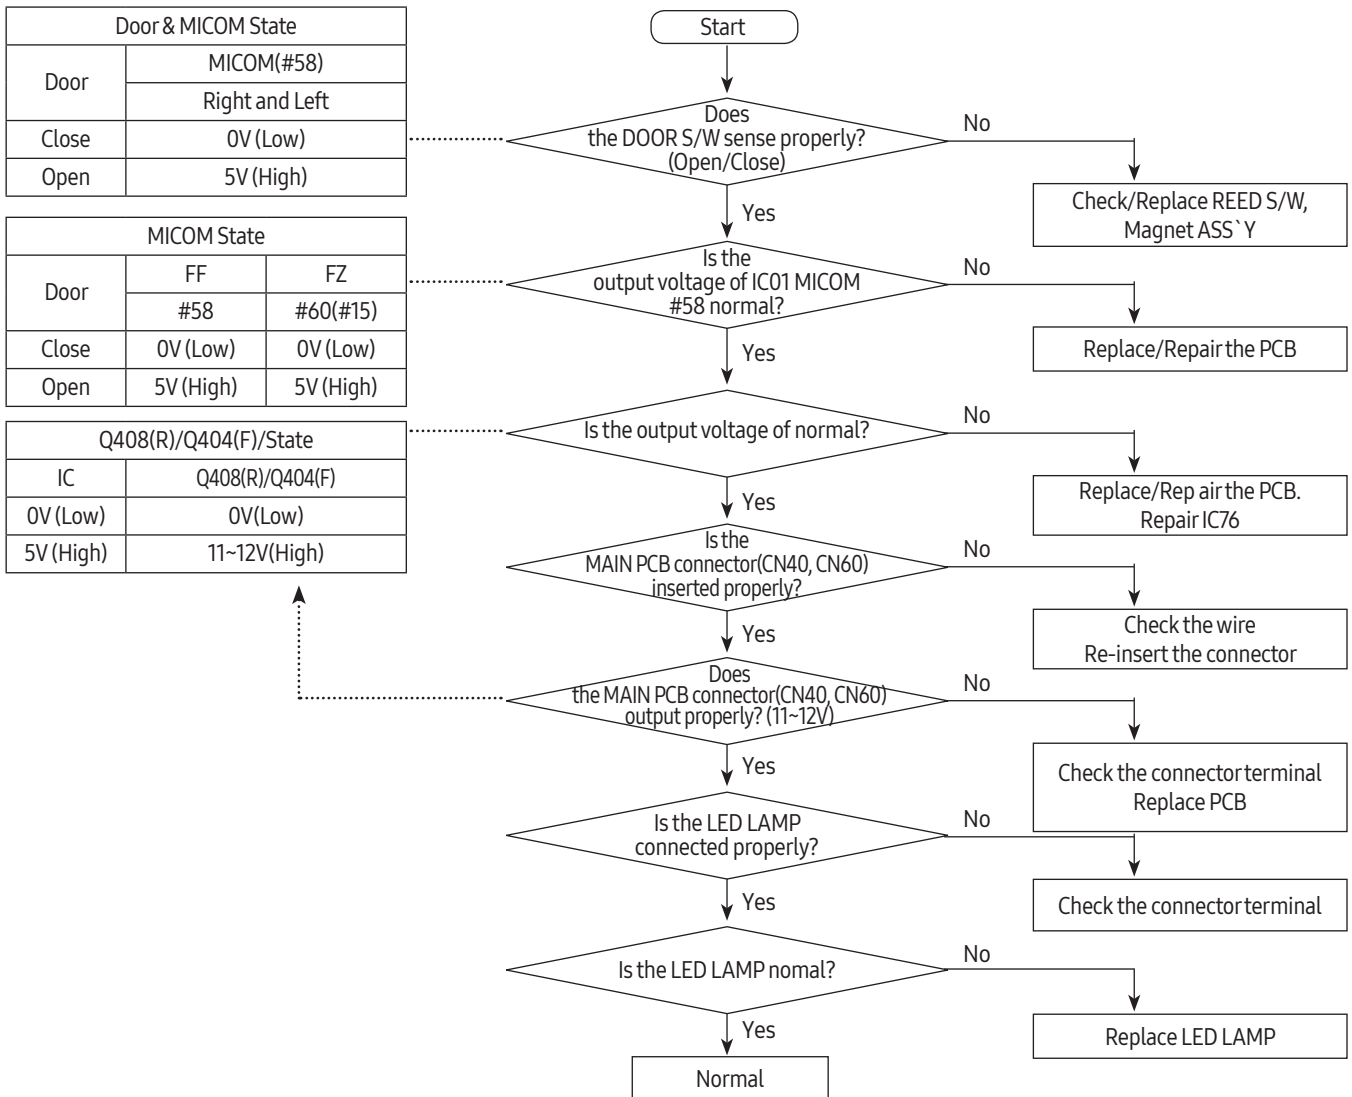 Door & MICOM State
Door
MICOM(#58)
Right and Left
Close
0V (Low)
Open
5V (High)
MICOM State
Door
FF
FZ
#58
#60(#15)
Close
0V (Low)
0V (Low)
Open
5V (High)
5V (High)
Q408(R)/Q404(F)/State
IC
Q408(R)/Q404(F)
0V (Low)
0V(Low)
5V (High)
11~12V(High)
Start
Does
the DOOR S/W sense properly?
(Open/Close)
No
Check/Replace REED S/W,
Magnet ASS`Y
Yes
Is the
output voltage of IC01 MICOM
#58 normal?
No
Replace/Repair the PCB
Yes
Is the output voltage of normal?
No
Replace/Rep air the PCB.
Repair IC76
Yes
Is the
MAIN PCB connector(CN40, CN60)
inserted properly?
No
Check the wire
Re-insert the connector
Yes
Does
the MAIN PCB connector(CN40, CN60)
output properly? (11~12V)
No
Check the connector terminal
Replace PCB
Yes
Is the LED LAMP
connected properly?
No
Check the connector terminal
Yes
Is the LED LAMP nomal?
No
Replace LED LAMP
Yes
Normal